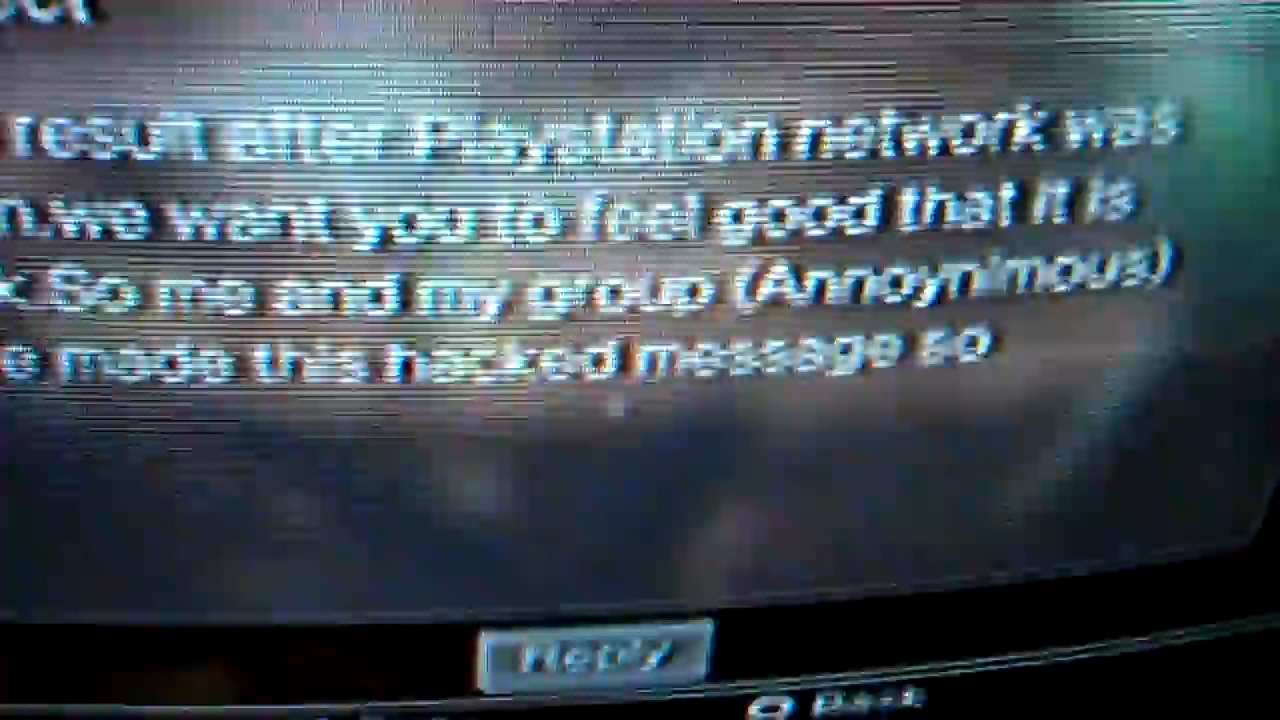 result after Playstation network was
we want you to feel good that it is
So me and my group (Annoynimous)
made this hacked message so
Reply
Back